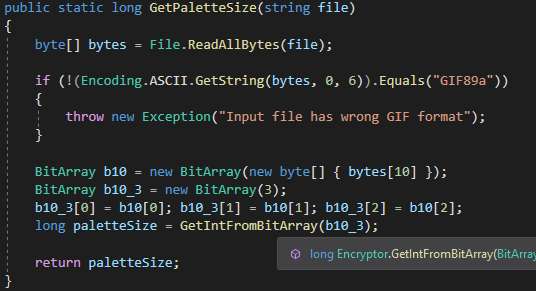 public static long GetPaletteSize(string file)
{
byte[] bytes = File.ReadAllBytes(file);
if (!(Encoding.ASCII.GetString(bytes, 0, 6)).Equals("GIF89a"))
{
throw new Exception("Input file has wrong GIF format");
}
BitArray b10 = new BitArray(new byte[] { bytes[10] });
BitArray b10_3 = new BitArray(3);
b10_3[0] = b10[0]; b10_3[1] = b10[1]; b10_3[2] = b10[2];
long paletteSize = GetIntFromBitArray(b10_3);
long Encryptor.GetIntFromBitArray(BitArray
return paletteSize;
}